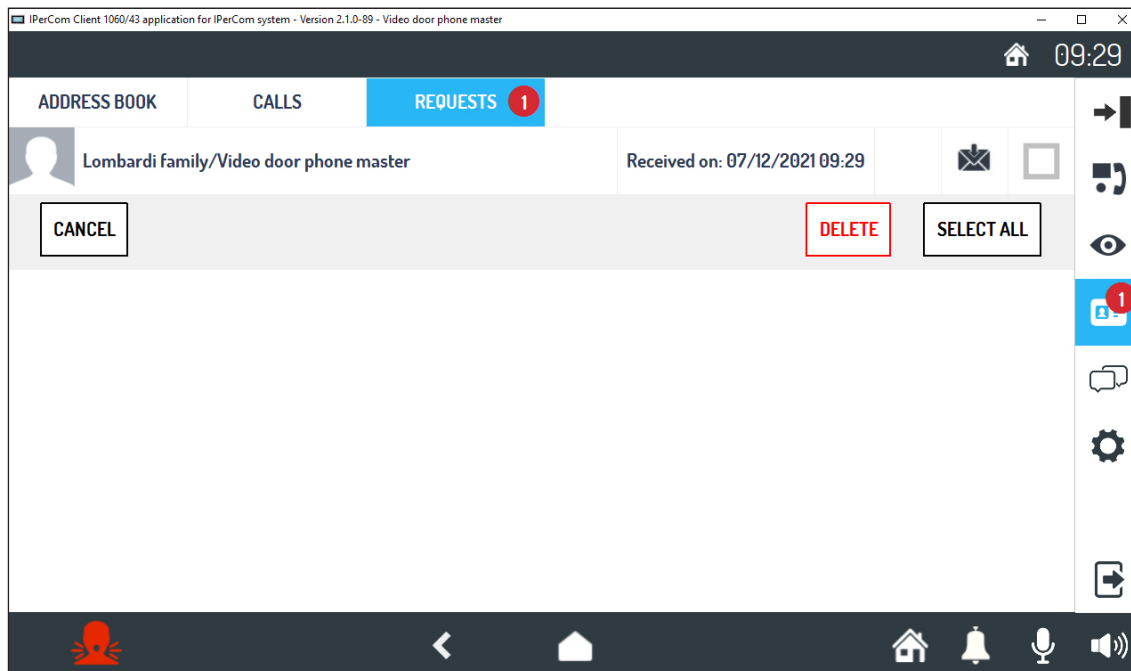 IPerCom Client 1060/43 application for IPerCom system - Version 2.1.0-89 - Video door phone master
09:29
ADDRESS BOOK CALLS REQUESTS 1
Lombardi family/Video door phone master Received on: 07/12/2021 09:29
CANCEL DELETE SELECT ALL
1